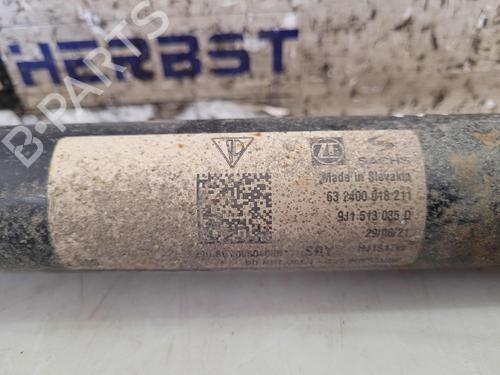 HERBST
B-PARTS
ZF
SACHS
Made in Slovakia
63 2400 018 211
9J1 513 035 D
29/06/21
SAY